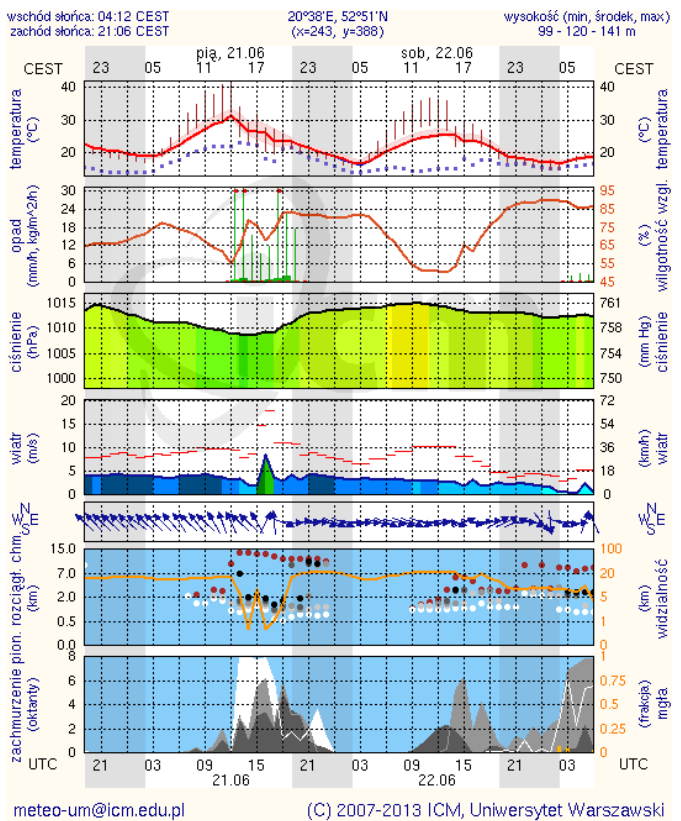 wschód słońca: 04:12 CEST 20°38'E, 52°51'N wysokość (min, środek, max)
zachód słońca: 21:06 CEST (x=243, y=388) 99 - 120 - 141 m
pią, 21.06 sob, 22.06
CEST 23 05 11 17 23 05 11 17 23 05 CEST
temperatura (°C)
40 30 20
40 30 20
temperatura (°C)
opad (mm/h, kg/m^2/h)
30 24 18 12 6 0
95 85 75 65 55 45
wilgotność wzgl. (%)
ciśnienie (hPa)
1015 1010 1005 1000
761 758 754 750
ciśnienie (mm Hg)
icm
wiatr (m/s)
20 15 10 5 0
72 54 36 18 0
wiatr (km/h)
N W E S
N W E S
pion. rozciągł. chm. (km)
15.0 7.0 2.0 0.5 0.0
100 20 5 1 0
widzialność (km)
zachmurzenie (oktanty)
8 6 4 2 0
1 0.75 0.5 0.25 0
mgła (frakcja)
UTC 21 03 09 15 21 03 09 15 21 03 UTC
21.06 22.06
meteo-um@icm.edu.pl (C) 2007-2013 ICM, Uniwersytet Warszawski